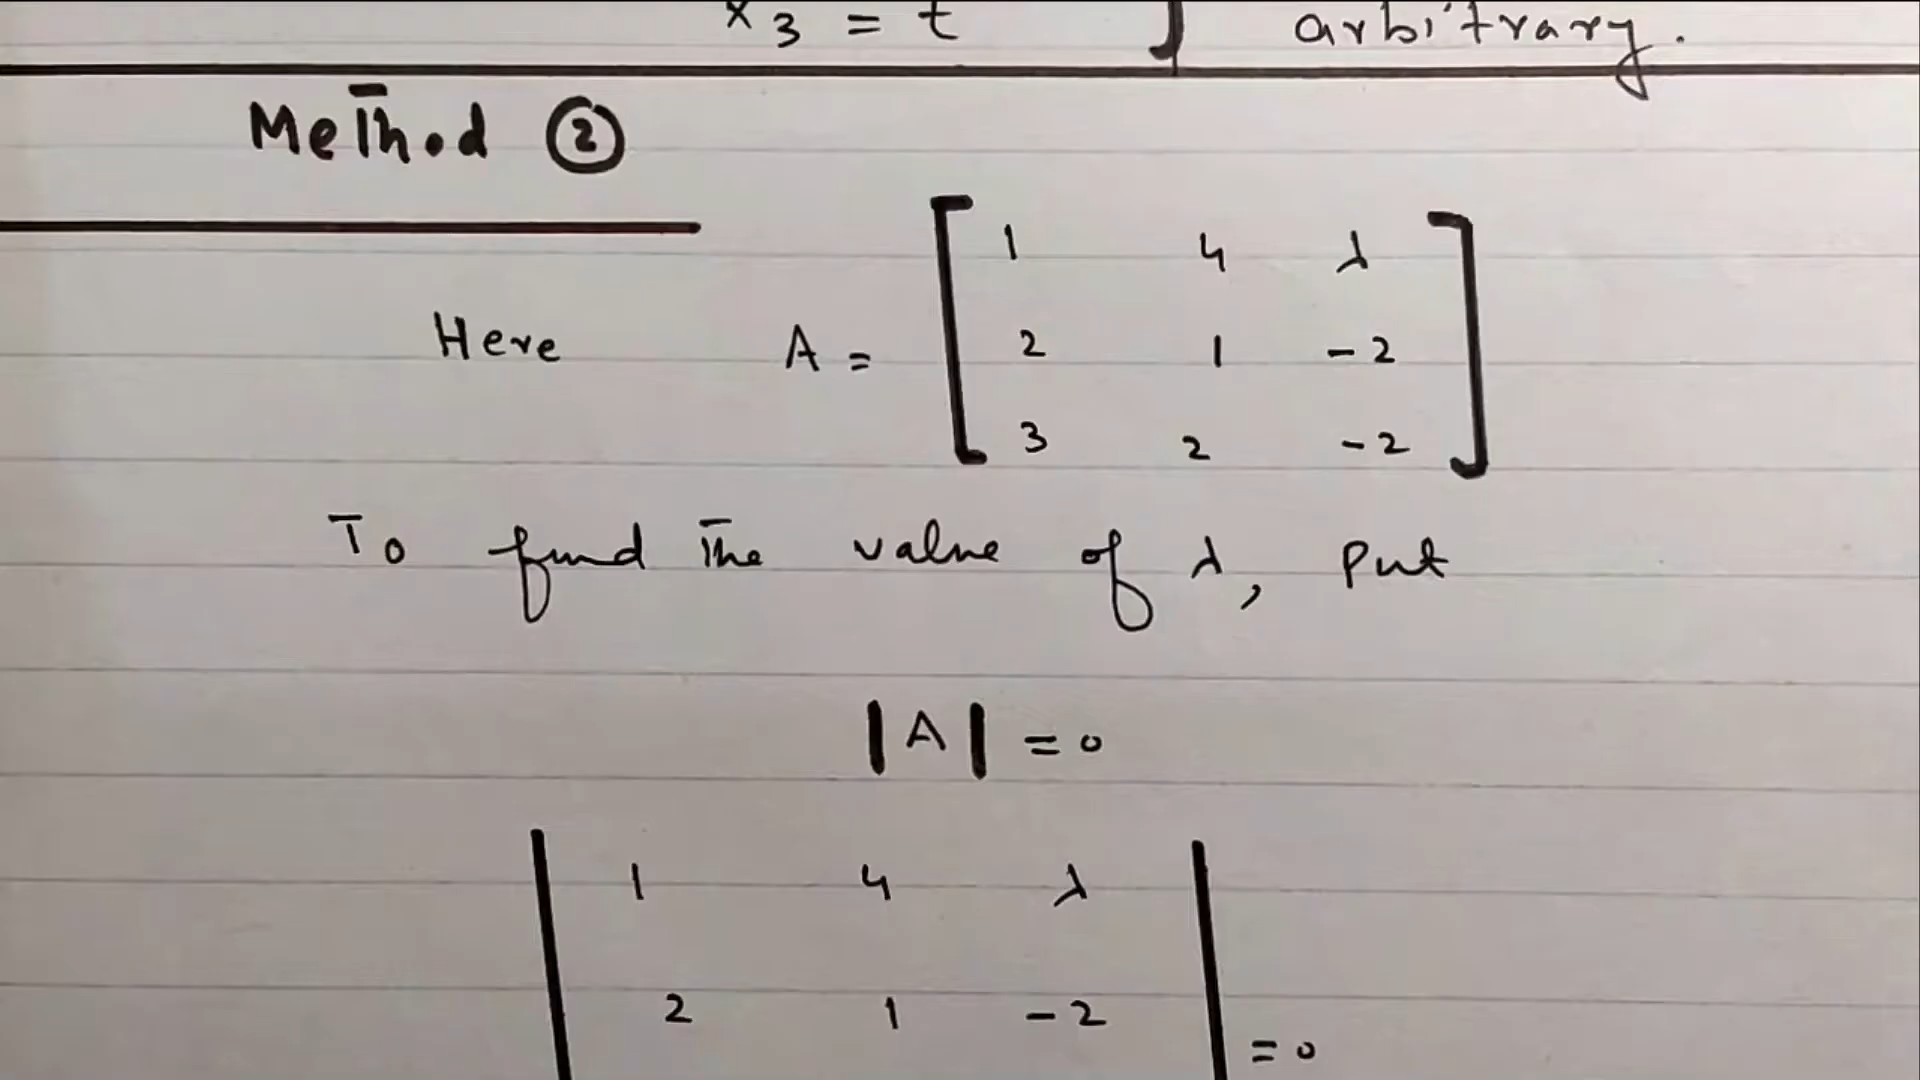 x3 = t ] arbitrary.
Method ②
Here A = [ 1 4 λ
2 1 -2
3 2 -2 ]
To find the value of λ, put
|A| = 0
| 1 4 λ |
| 2 1 -2 | = 0